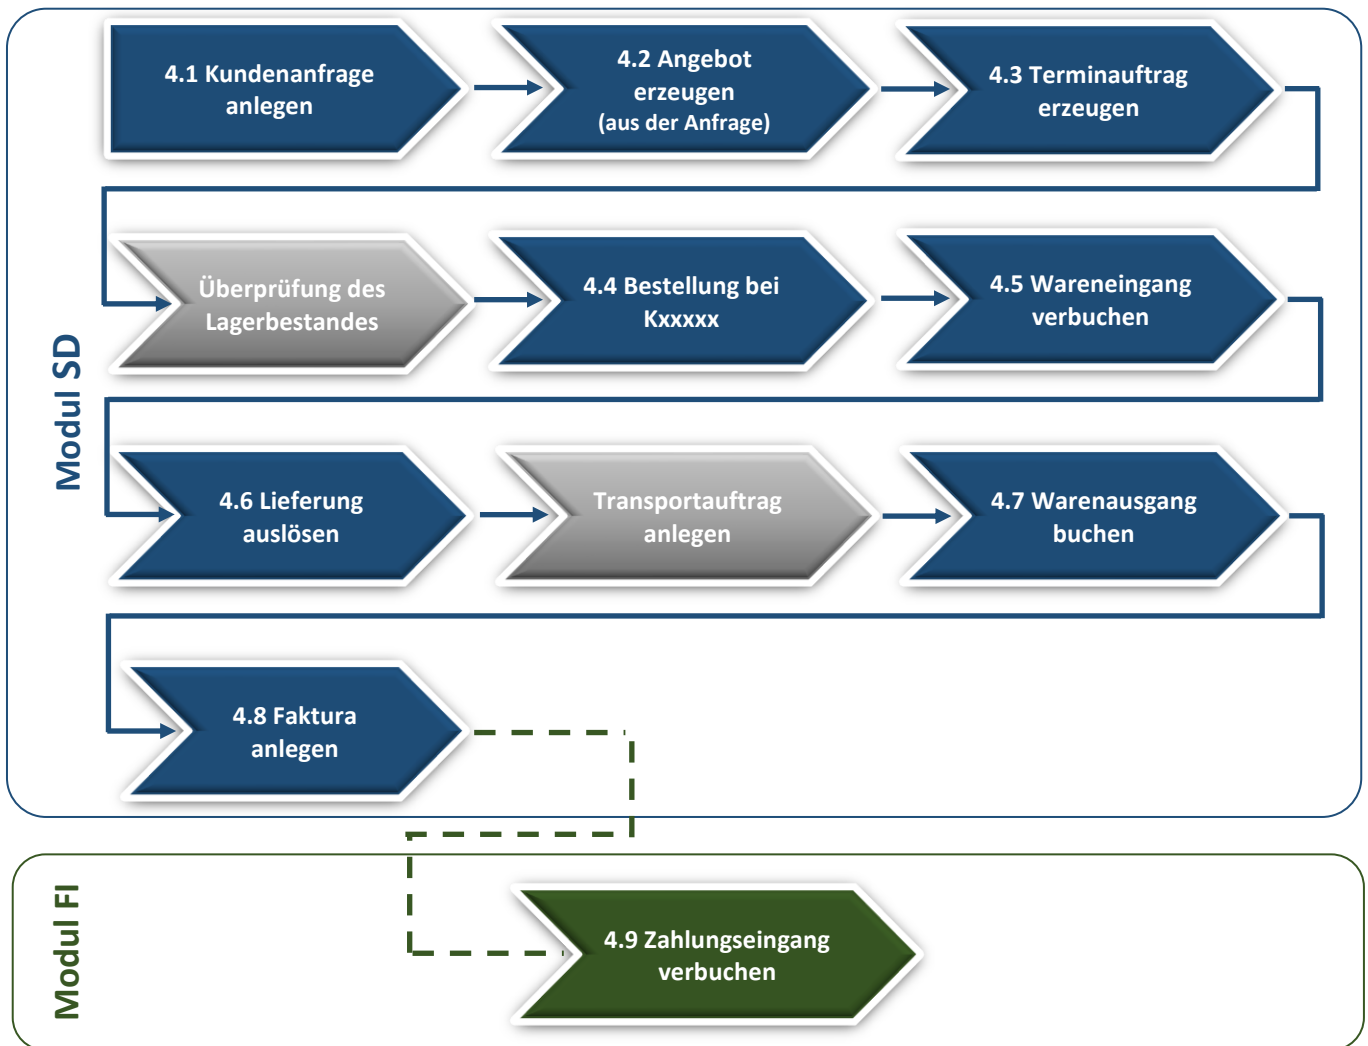 4.1 Kundenanfrage
anlegen
4.2 Angebot
erzeugen
(aus der Anfrage)
4.3 Terminauftrag
erzeugen
Überprüfung des
Lagerbestandes
4.4 Bestellung bei
Kxxxxx
4.5 Wareneingang
verbuchen
Modul SD
4.6 Lieferung
auslösen
Transportauftrag
anlegen
4.7 Warenausgang
buchen
4.8 Faktura
anlegen
Modul FI
4.9 Zahlungseingang
verbuchen